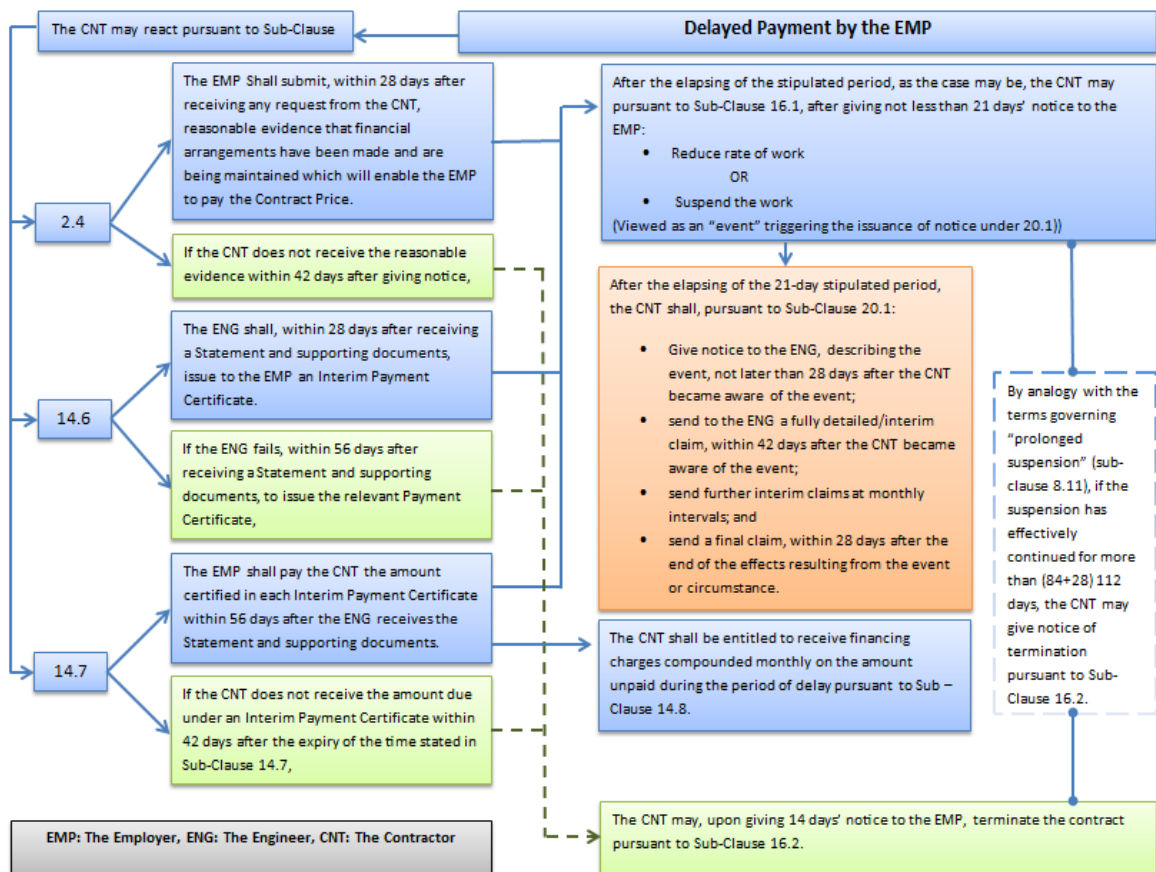 The CNT may react pursuant to Sub-Clause
Delayed Payment by the EMP
The EMP Shall submit, within 28 days after
receiving any request from the CNT,
reasonable evidence that financial
arrangements have been made and are
being maintained which will enable the EMP
to pay the Contract Price.
After the elapsing of the stipulated period, as the case may be, the CNT may
pursuant to Sub-Clause 16.1, after giving not less than 21 days' notice to the
EMP:
• Reduce rate of work
OR
• Suspend the work
(Viewed as an "event" triggering the issuance of notice under 20.1))
2.4
If the CNT does not receive the reasonable
evidence within 42 days after giving notice,
After the elapsing of the 21-day stipulated period,
the CNT shall, pursuant to Sub-Clause 20.1:
• Give notice to the ENG, describing the
event, not later than 28 days after the CNT
became aware of the event;
• send to the ENG a fully detailed/interim
claim, within 42 days after the CNT became
aware of the event;
• send further interim claims at monthly
intervals; and
• send a final claim, within 28 days after the
end of the effects resulting from the event
or circumstance.
The ENG shall, within 28 days after receiving
a Statement and supporting documents,
issue to the EMP an Interim Payment
Certificate.
14.6
If the ENG fails, within 56 days after
receiving a Statement and supporting
documents, to issue the relevant Payment
Certificate,
By analogy with the
terms governing
"prolonged
suspension" (sub-
clause 8.11), if the
suspension has
effectively
continued for more
than (84+28) 112
days, the CNT may
give notice of
termination
pursuant to Sub-
Clause 16.2.
The EMP shall pay the CNT the amount
certified in each Interim Payment Certificate
within 56 days after the ENG receives the
Statement and supporting documents.
The CNT shall be entitled to receive financing
charges compounded monthly on the amount
unpaid during the period of delay pursuant to Sub –
Clause 14.8.
14.7
If the CNT does not receive the amount due
under an Interim Payment Certificate within
42 days after the expiry of the time stated in
Sub-Clause 14.7,
EMP: The Employer, ENG: The Engineer, CNT: The Contractor
The CNT may, upon giving 14 days' notice to the EMP, terminate the contract
pursuant to Sub-Clause 16.2.